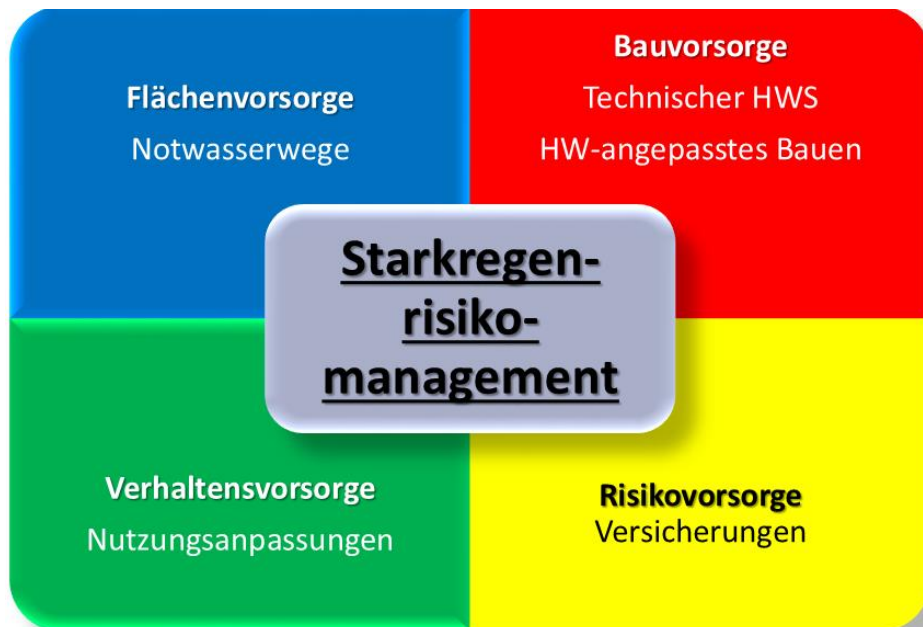 Flächenvorsorge
Notwasserwege
Bauvorsorge
Technischer HWS
HW-angepasstes Bauen
Starkregen-
risiko-
management
Verhaltensvorsorge
Nutzungsanpassungen
Risikovorsorge
Versicherungen